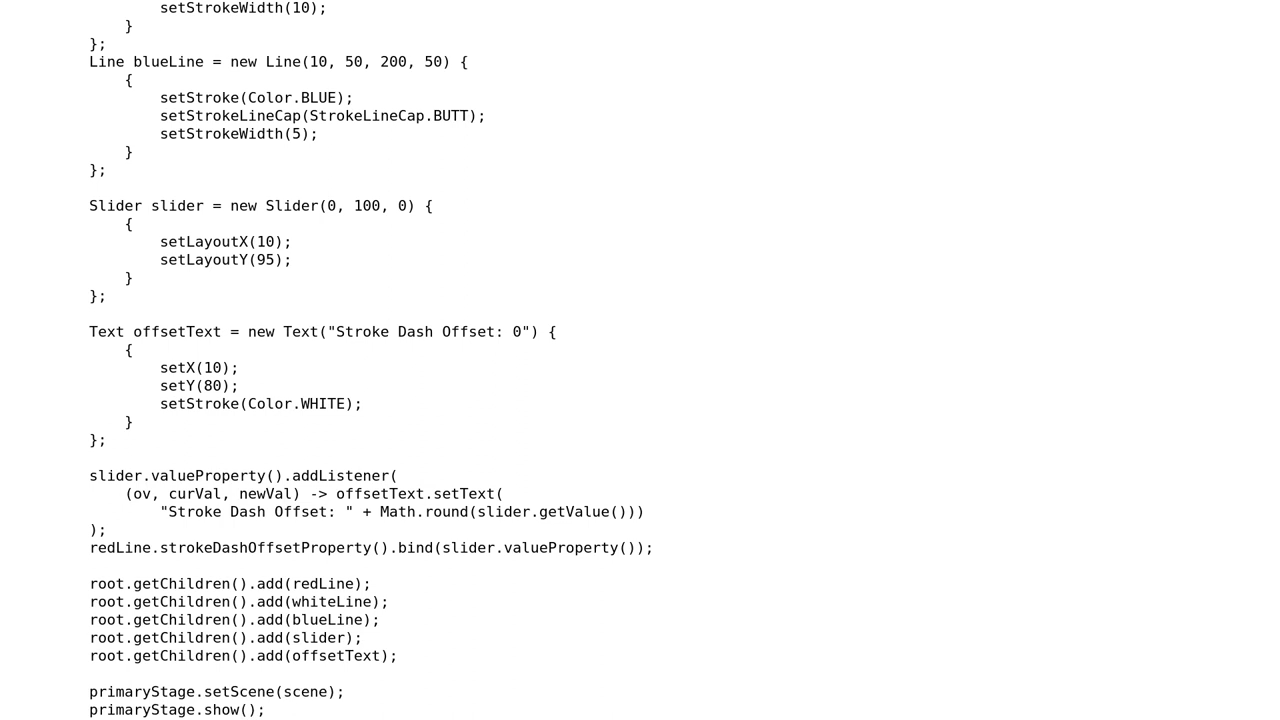 setStrokeWidth(10);
    }
};
Line blueLine = new Line(10, 50, 200, 50) {
    {
        setStroke(Color.BLUE);
        setStrokeLineCap(StrokeLineCap.BUTT);
        setStrokeWidth(5);
    }
};

Slider slider = new Slider(0, 100, 0) {
    {
        setLayoutX(10);
        setLayoutY(95);
    }
};

Text offsetText = new Text("Stroke Dash Offset: 0") {
    {
        setX(10);
        setY(80);
        setStroke(Color.WHITE);
    }
};

slider.valueProperty().addListener(
    (ov, curVal, newVal) -> offsetText.setText(
        "Stroke Dash Offset: " + Math.round(slider.getValue()))
);
redLine.strokeDashOffsetProperty().bind(slider.valueProperty());

root.getChildren().add(redLine);
root.getChildren().add(whiteLine);
root.getChildren().add(blueLine);
root.getChildren().add(slider);
root.getChildren().add(offsetText);

primaryStage.setScene(scene);
primaryStage.show();